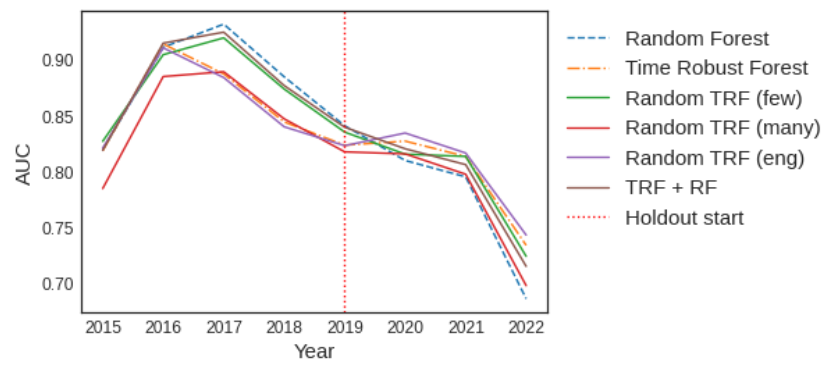 AUC
0.90
0.85
0.80
0.75
0.70
2015 2016 2017 2018 2019 2020 2021 2022
Year
Random Forest
Time Robust Forest
Random TRF (few)
Random TRF (many)
Random TRF (eng)
TRF + RF
Holdout start